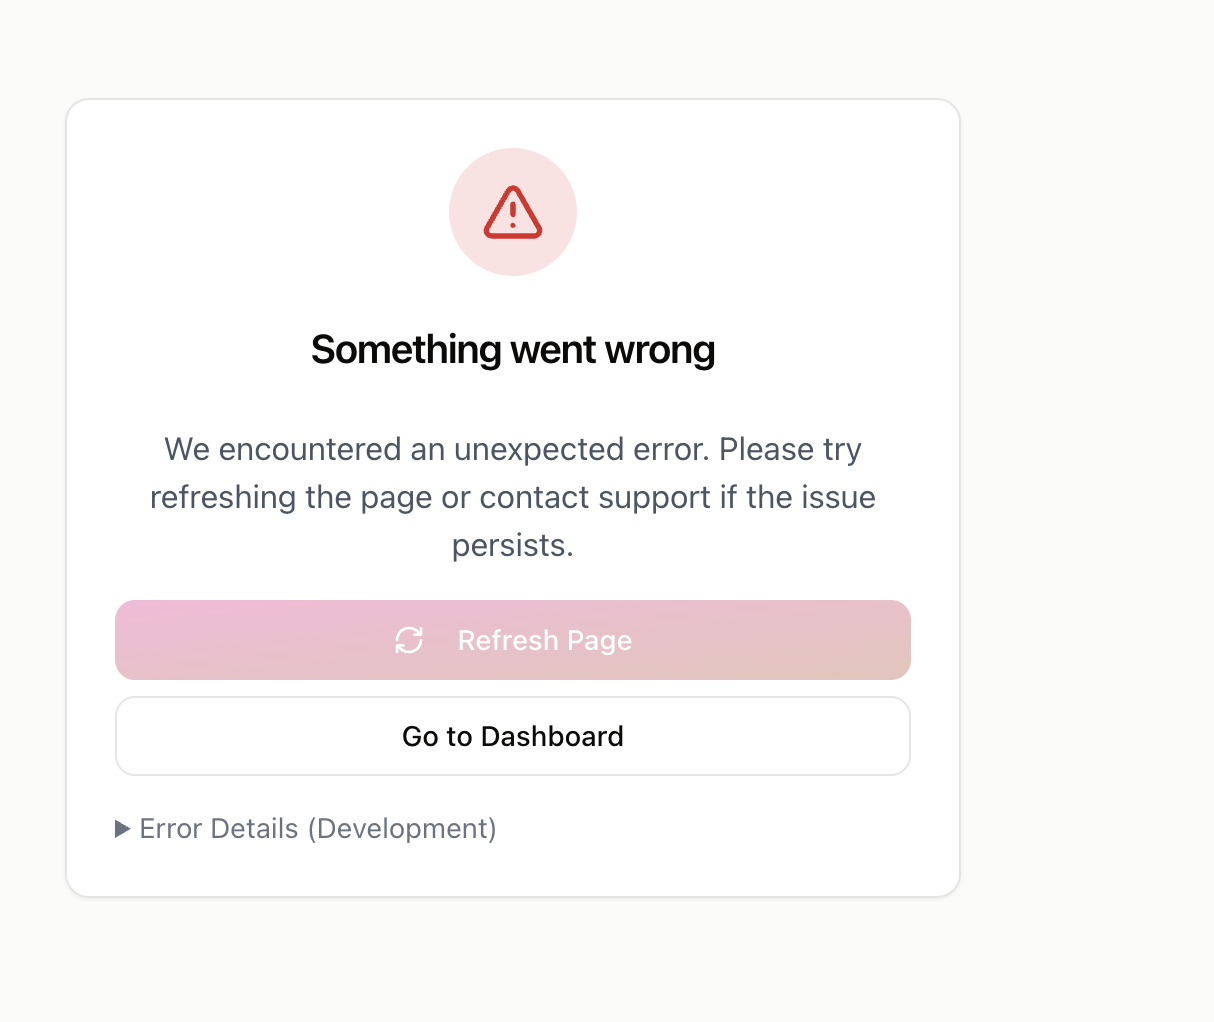 Something went wrong
We encountered an unexpected error. Please try
refreshing the page or contact support if the issue
persists.
Refresh Page
Go to Dashboard
Error Details (Development)